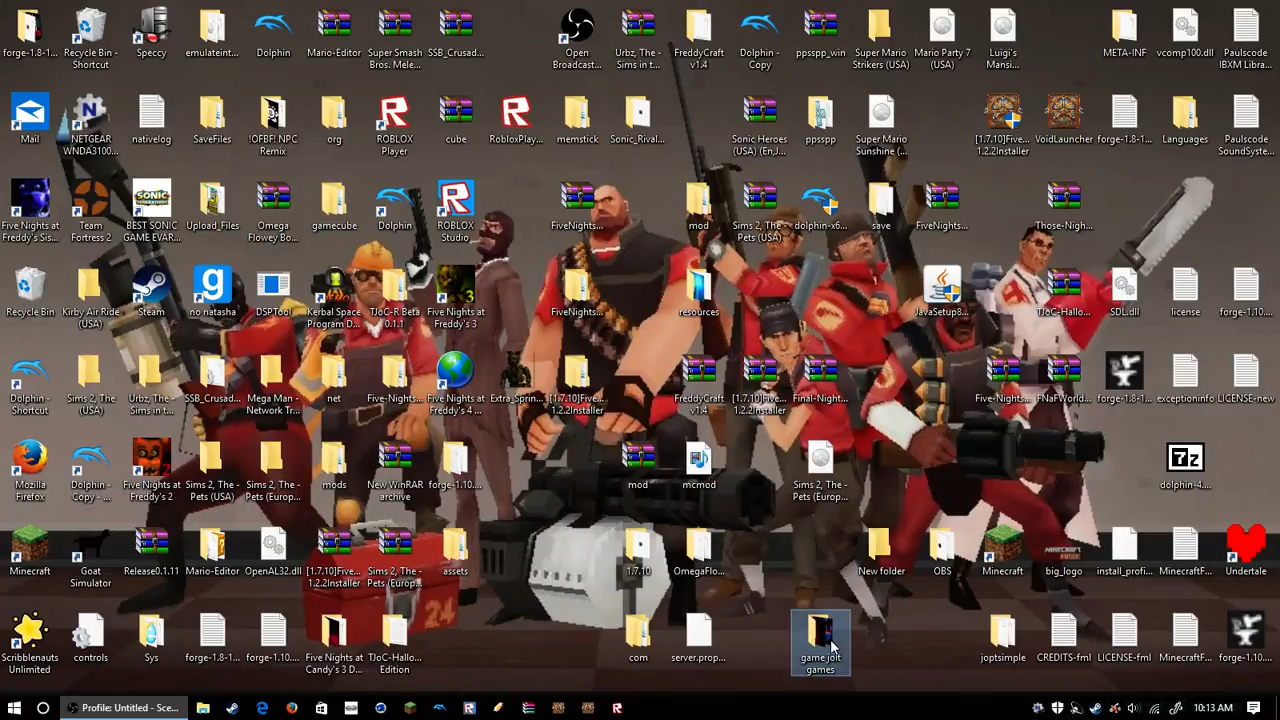 forge-1.8-1...
Recycle Bin -
Shortcut
Speccy
emulateint...
Dolphin
Mario-Editor
Super Smash
Bros. Mele...
SSB_Crusad...
Open
Broadcast...
Urbz, The -
Sims in t...
FreddyCraft
v1.4
Dolphin -
Copy
ppsspp_win
Super Mario
Strikers (USA)
Mario Party 7
(USA)
Luigi's
Mansi...
META-INF
vcomp100.dll
Paulscode
IBXM Libra...
Mail
NETGEAR
WNDA3100...
nativelog
SaveFiles
!OFBF! NPC
Remix
org
ROBLOX
Player
cube
RobloxPlay...
memstick
Sonic_Rival...
Sonic Heroes
(USA) (En,J...
ppsspp
Super Mario
Sunshine (...
[1.7.10]Five...
1.2.2Installer
VoidLauncher
forge-1.8-1...
Languages
Paulscode
SoundSyste...
Five Nights at
Freddy's Sis...
Team
Fortress 2
BEST SONIC
GAME EVAR...
Upload_Files
Omega
Flowey Bo...
gamecube
Dolphin
ROBLOX
Studio
FiveNights...
mod
Sims 2, The -
Pets (USA)
dolphin-x6...
save
FiveNights...
Those-Nigh...
Recycle Bin
Kirby Air Ride
(USA)
Steam
no natasha
DSPTool
Kerbal Space
Program D...
TJoC-R Beta
0.1.1
Five Nights at
Freddy's 3
FiveNights...
resources
JavaSetup8...
TJoC-Hallo...
Edition
SDL.dll
license
forge-1.10...
Dolphin -
Shortcut
Sims 2, The
(USA)
Urbz, The -
Sims in t...
SSB_Crusad...
Mega Man -
Network Tr...
net
Five-Nights...
Five Nights at
Freddy's 4 ...
Extra_Sprin...
[1.7.10]Five...
1.2.2Installer
FreddyCraft
v1.4
[1.7.10]Five...
1.2.2Installer
Final-Night...
Five-Nights...
FNaFWorld...
forge-1.8-1...
exceptioninfo
LICENSE-new
Mozilla
Firefox
Dolphin -
Copy - ...
Five Nights at
Freddy's 2
Sims 2, The -
Pets (USA)
Sims 2, The -
Pets (Europ...
mods
New WinRAR
archive
forge-1.10....
mod
mcmod
Sims 2, The -
Pets (Europ...
7z
dolphin-4....
Minecraft
Goat
Simulator
Release0.1.11
Mario-Editor
OpenAL32.dll
[1.7.10]Five...
1.2.2Installer
Sims 2, The -
Pets (Europ...
assets
1.7.10
OmegaFlo...
New folder
OBS
Minecraft
big_logo
install_profi...
MinecraftF...
Undertale
Scribblenauts
Unlimited
controls
Sys
forge-1.8-1...
forge-1.10...
Five Nights at
Candy's 3 D...
TJoC-Hallo...
Edition
com
server.prop...
game jolt
games
joptsimple
CREDITS-fml
LICENSE-fml
MinecraftF...
forge-1.10....
Profile: Untitled - Sce...
10:13 AM